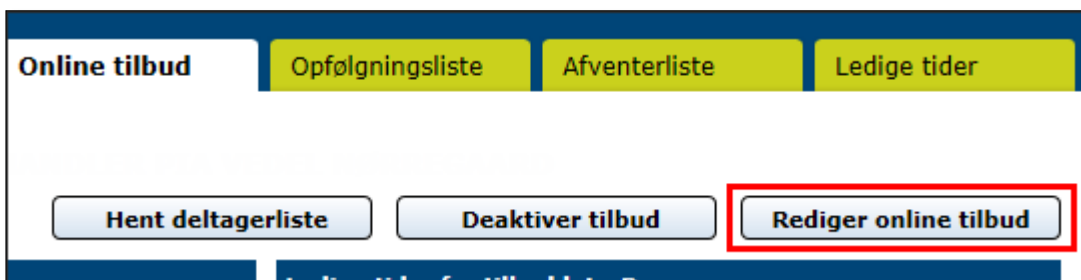 Online tilbud
Opfølgningsliste
Afventerliste
Ledige tider
Hent deltagerliste
Deaktiver tilbud
Rediger online tilbud